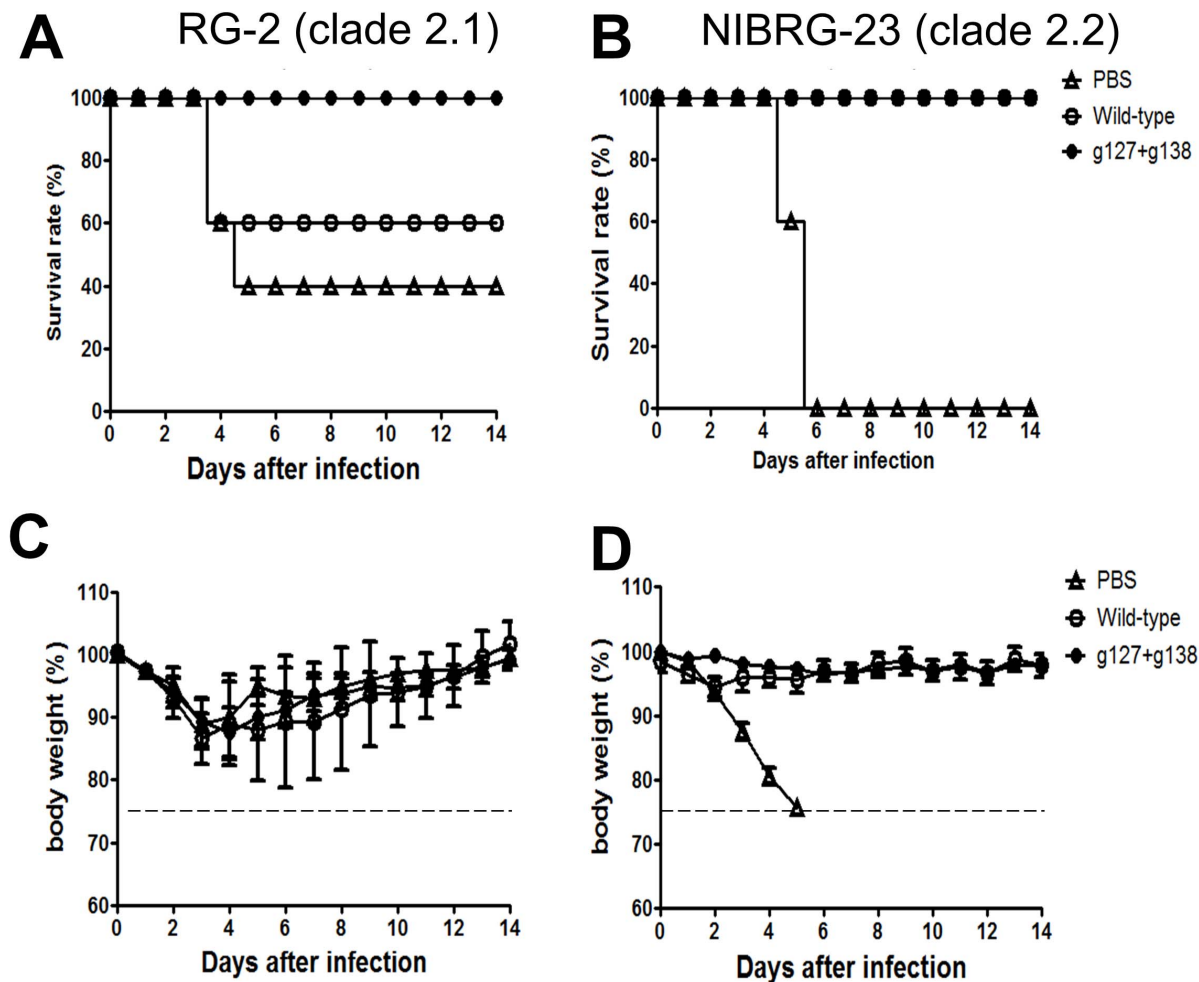 A RG-2 (clade 2.1)
100
80
60
40
20
0
Survival rate (%)
0 2 4 6 8 10 12 14
Days after infection
B NIBRG-23 (clade 2.2)
100
80
60
40
20
0
Survival rate (%)
0 2 4 6 8 10 12 14
Days after infection
PBS
Wild-type
g127+g138
C
110
100
90
80
70
60
body weight (%)
0 2 4 6 8 10 12 14
Days after infection
D
110
100
90
80
70
60
body weight (%)
0 2 4 6 8 10 12 14
Days after infection
PBS
Wild-type
g127+g138